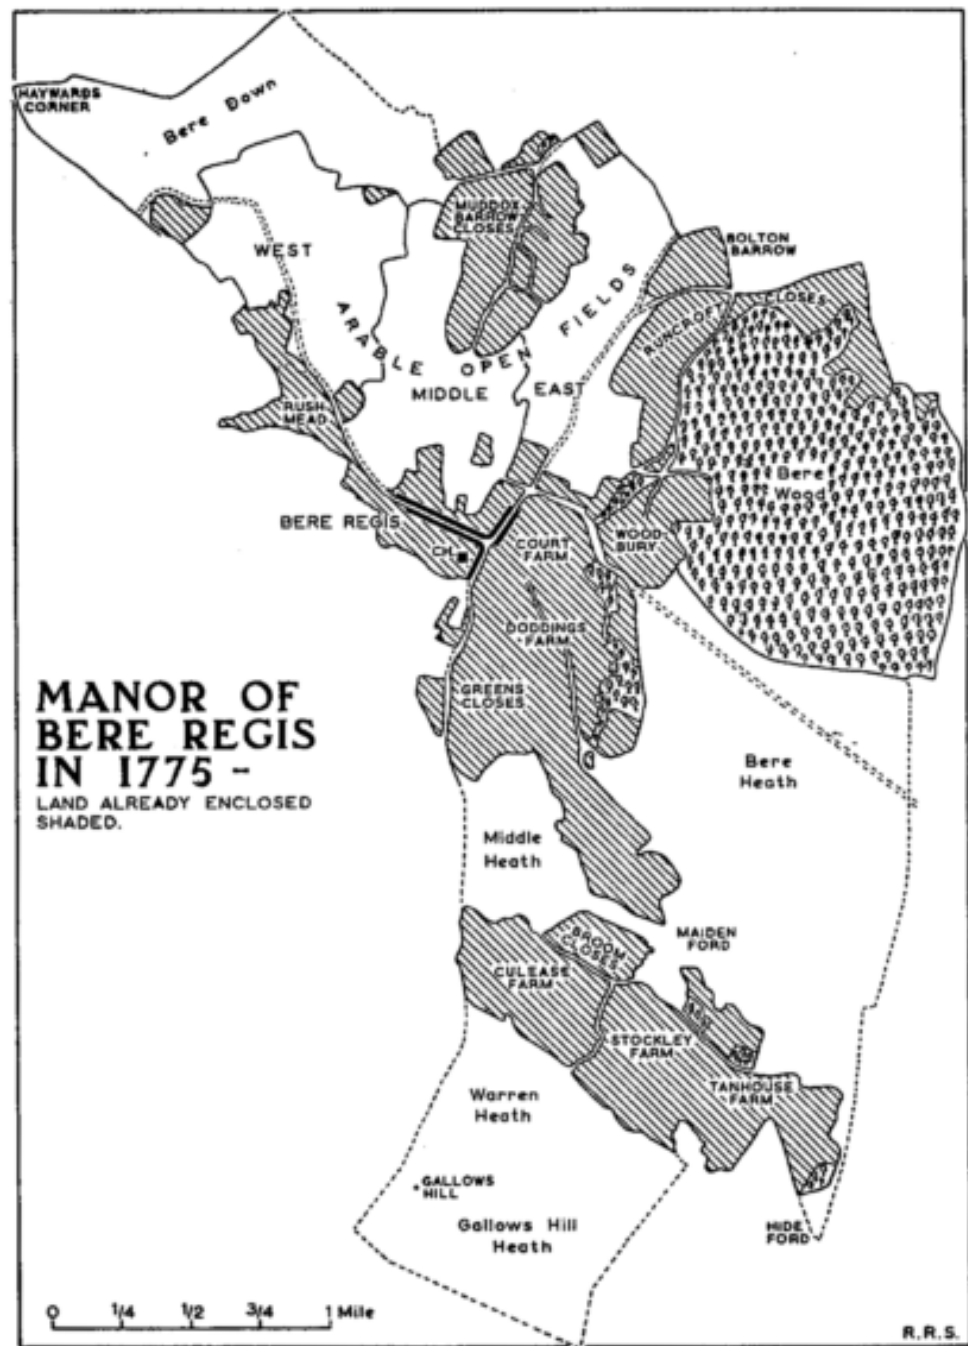 HAYWARDS
CORNER
Bere Down
MUDDOX
BARROW
CLOSES
WEST
BOLTON
BARROW
ARABLE OPEN FIELDS
RUNCROFT CLOSES
MIDDLE
EAST
RUSH
MEAD
Bere
Wood
BERE REGIS
CH.
COURT
FARM
WOOD-
BURY
DODDINGS
FARM
GREENS
CLOSES
MANOR OF
BERE REGIS
IN 1775 -
LAND ALREADY ENCLOSED
SHADED.
Bere
Heath
Middle
Heath
MAIDEN
FORD
BROOM
CLOSES
CULEASE
FARM
STOCKLEY
FARM
TANHOUSE
FARM
Warren
Heath
GALLOWS
HILL
Gallows Hill
Heath
HIDE
FORD
0 1/4 1/2 3/4 1 Mile
R.R.S.